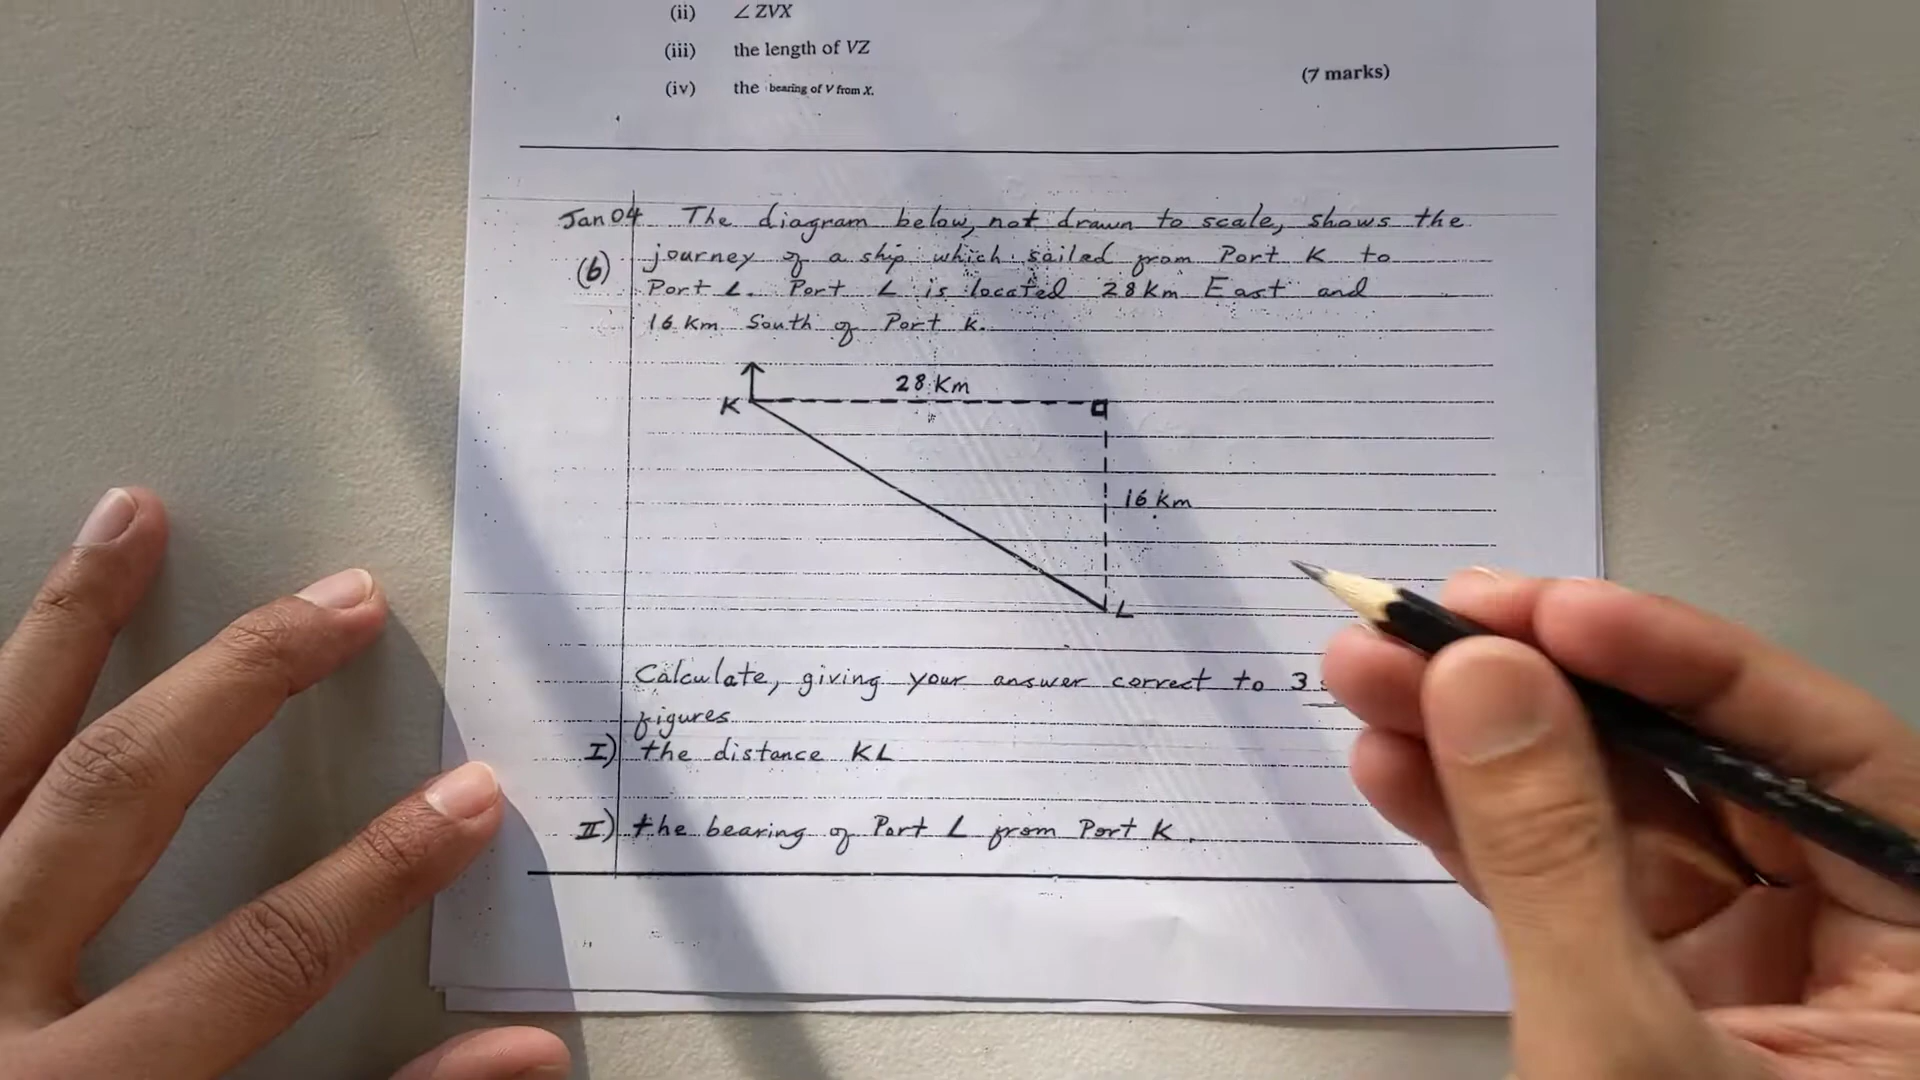 (ii) ∠ ZVX
(iii) the length of VZ
(7 marks)
(iv) the bearing of V from X.
Jan 04 The diagram below, not drawn to scale, shows the
(b) journey of a ship which sailed from Port K to
Port L. Port L is located 28 Km East and
16 Km South of Port K.
28 Km
K
16 km
L
Calculate, giving your answer correct to 3
figures
I) the distance KL
II) the bearing of Port L from Port K.